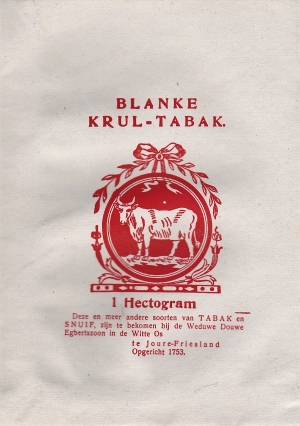 BLANKE
KRUL-TABAK.
1 Hectogram
Deze en meer andere soorten van TABAK en
SNUIF, zijn te bekomen bij de Weduwe Douwe
Egbertszoon in de Witte Os
te Joure-Friesland
Opgericht 1753.